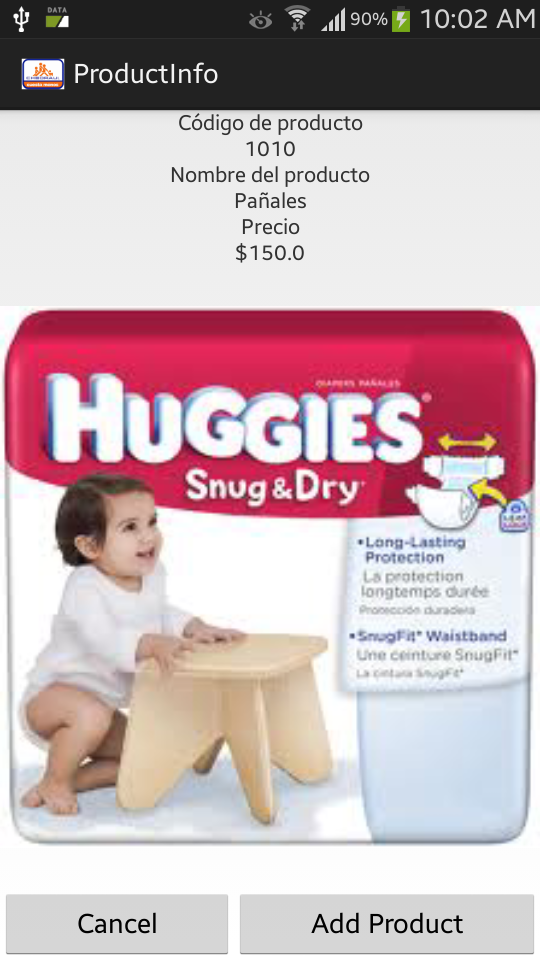 DATA
90%
10:02 AM
ProductInfo
Código de producto
1010
Nombre del producto
Pañales
Precio
$150.0
DIAPERS PAÑALES
HUGGIES®
Snug & Dry
•Long-Lasting
Protection
La protection
longtemps durée
Protección duradera
•SnugFit* Waistband
Une ceinture SnugFit*
La cintura SnugFit*
Cancel
Add Product